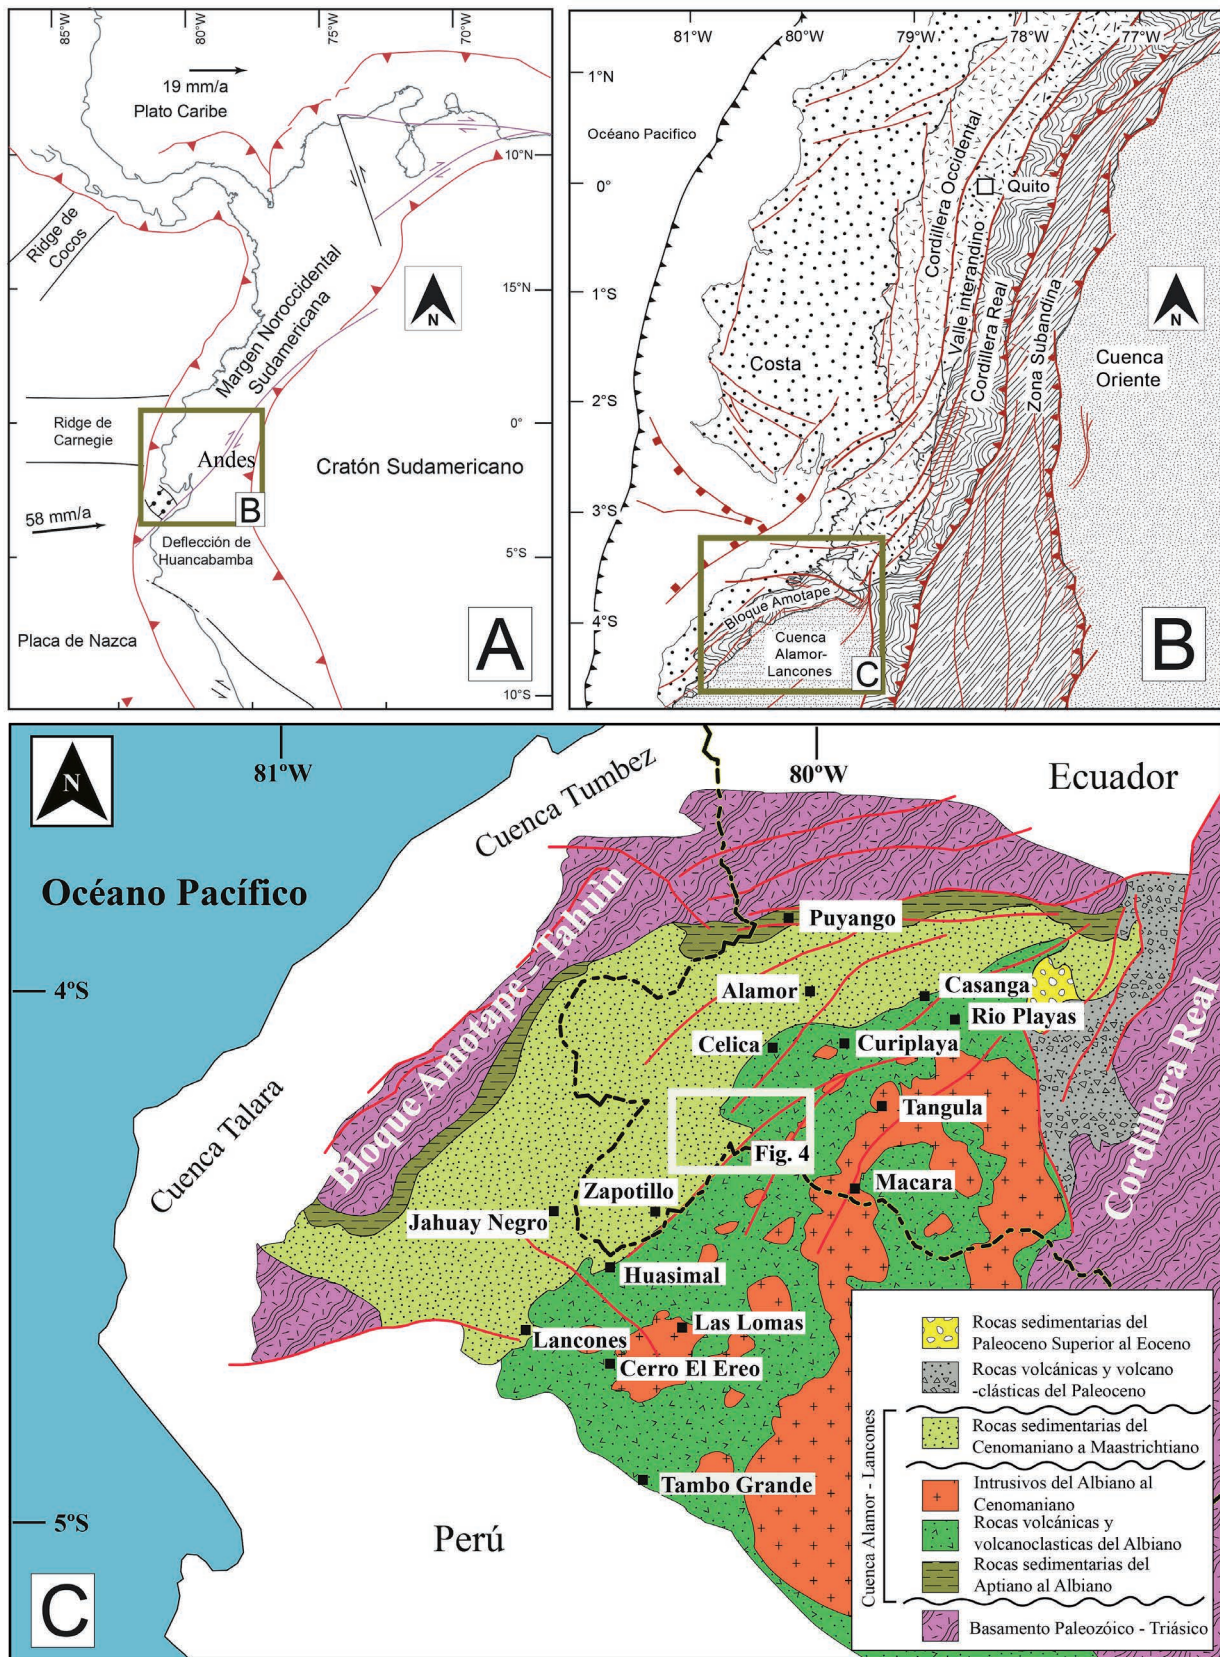 85°W
80°W
75°W
70°W
19 mm/a
Plato Caribe
10°N
Ridge de
Cocos
N
15°N
Margen Noroccidental
Sudamericana
Ridge de
Carnegie
0°
Andes
Cratón Sudamericano
B
58 mm/a
Deflección de
Huancabamba
5°S
Placa de Nazca
A
10°S
81°W
80°W
79°W
78°W
77°W
1°N
Océano Pacifico
0°
Quito
Cordillera Occidental
Valle interandino
Cordillera Real
Zona Subandina
N
1°S
Costa
Cuenca
Oriente
2°S
3°S
Bloque Amotape
4°S
Cuenca
Alamor-
Lancones
C
B
N
81°W
80°W
Ecuador
Cuenca Tumbez
Océano Pacífico
Bloque Amotape - Tahuìn
Puyango
4°S
Alamor
Casanga
Rio Playas
Celica
Curiplaya
Cordillera Real
Cuenca Talara
Tangula
Fig. 4
Macara
Zapotillo
Jahuay Negro
Huasimal
Las Lomas
Lancones
Cerro El Ereo
Tambo Grande
5°S
Perú
C
Rocas sedimentarias del
Paleoceno Superior al Eoceno
Rocas volcánicas y volcano
-clásticas del Paleoceno
Cuenca Alamor - Lancones
Rocas sedimentarias del
Cenomaniano a Maastrichtiano
Intrusivos del Albiano al
Cenomaniano
Rocas volcánicas y
volcanoclasticas del Albiano
Rocas sedimentarias del
Aptiano al Albiano
Basamento Paleozóico - Triásico